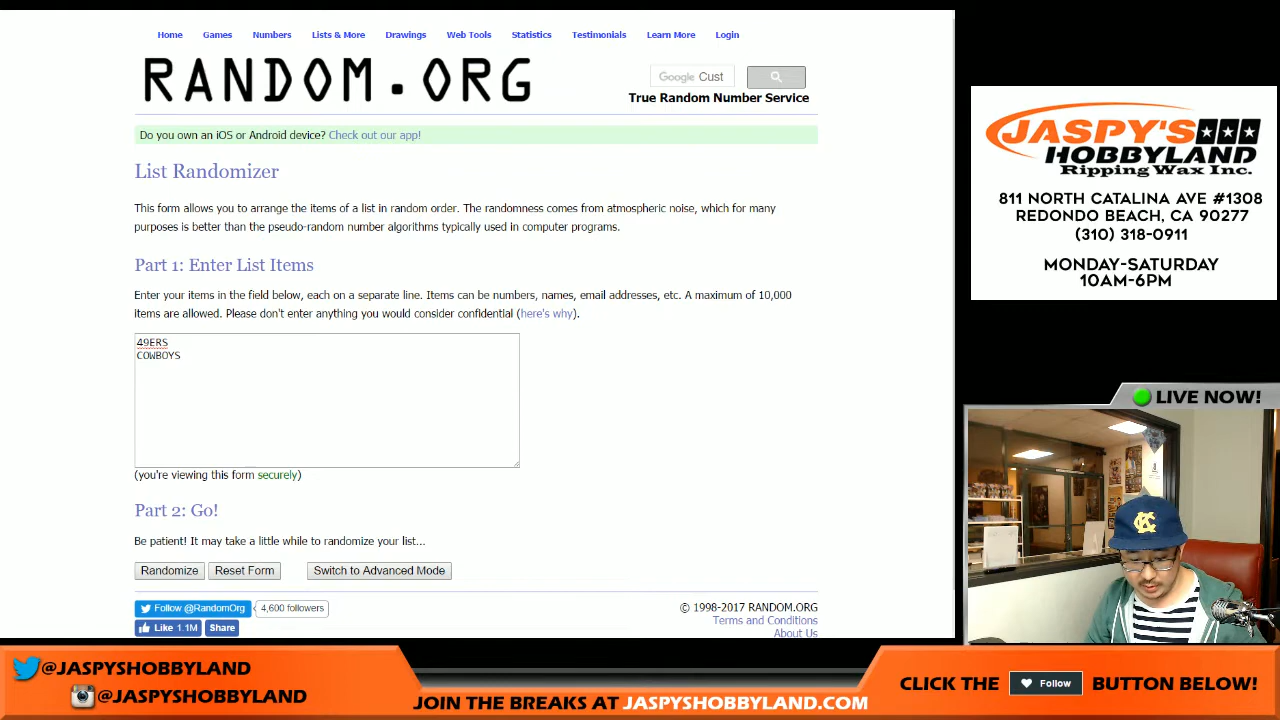 Home Games Numbers Lists & More Drawings Web Tools Statistics Testimonials Learn More Login
RANDOM.ORG
Google Cust
True Random Number Service
Do you own an iOS or Android device? Check out our app!
List Randomizer
This form allows you to arrange the items of a list in random order. The randomness comes from atmospheric noise, which for many
purposes is better than the pseudo-random number algorithms typically used in computer programs.
Part 1: Enter List Items
Enter your items in the field below, each on a separate line. Items can be numbers, names, email addresses, etc. A maximum of 10,000
items are allowed. Please don't enter anything you would consider confidential (here's why).
49ERS
COWBOYS
(you're viewing this form securely)
Part 2: Go!
Be patient! It may take a little while to randomize your list...
Randomize Reset Form Switch to Advanced Mode
Follow @RandomOrg 4,600 followers
Like 1.1M Share
© 1998-2017 RANDOM.ORG
Terms and Conditions
About Us
JASPY'S
HOBBYLAND
Ripping Wax Inc.
811 NORTH CATALINA AVE #1308
REDONDO BEACH, CA 90277
(310) 318-0911
MONDAY-SATURDAY
10AM-6PM
LIVE NOW!
@JASPYSHOBBYLAND
@JASPYSHOBBYLAND
JOIN THE BREAKS AT JASPYSHOBBYLAND.COM
CLICK THE Follow BUTTON BELOW!